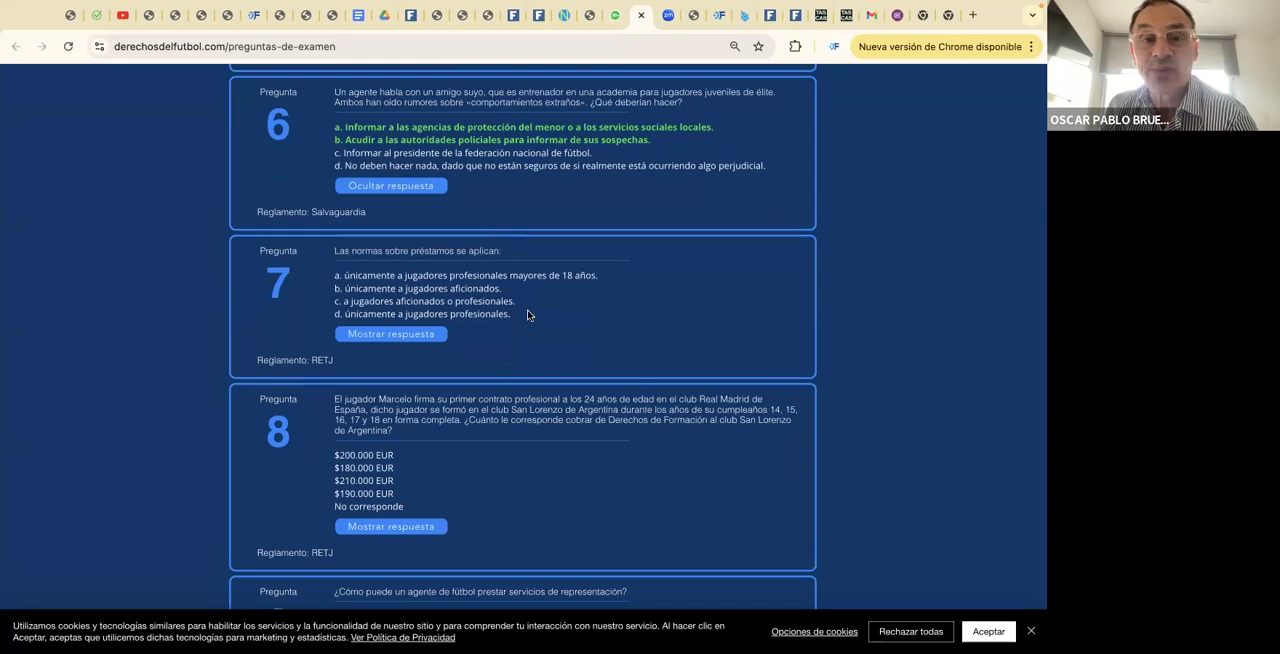 derechosdelfutbol.com/preguntas-de-examen
Nueva versión de Chrome disponible
Pregunta
6
Un agente habla con un amigo suyo, que es entrenador en una academia para jugadores juveniles de élite.
Ambos han oído rumores sobre «comportamientos extraños». ¿Qué deberían hacer?
a. Informar a las agencias de protección del menor o a los servicios sociales locales.
b. Acudir a las autoridades policiales para informar de sus sospechas.
c. Informar al presidente de la federación nacional de fútbol.
d. No deben hacer nada, dado que no están seguros de si realmente está ocurriendo algo perjudicial.
Ocultar respuesta
Reglamento: Salvaguardia
Pregunta
7
Las normas sobre préstamos se aplican:
a. únicamente a jugadores profesionales mayores de 18 años.
b. únicamente a jugadores aficionados.
c. a jugadores aficionados o profesionales.
d. únicamente a jugadores profesionales.
Mostrar respuesta
Reglamento: RETJ
Pregunta
8
El jugador Marcelo firma su primer contrato profesional a los 24 años de edad en el club Real Madrid de
España, dicho jugador se formó en el club San Lorenzo de Argentina durante los años de su cumpleaños 14, 15,
16, 17 y 18 en forma completa. ¿Cuánto le corresponde cobrar de Derechos de Formación al club San Lorenzo
de Argentina?
$200.000 EUR
$180.000 EUR
$210.000 EUR
$190.000 EUR
No corresponde
Mostrar respuesta
Reglamento: RETJ
Pregunta
¿Cómo puede un agente de fútbol prestar servicios de representación?
Utilizamos cookies y tecnologías similares para habilitar los servicios y la funcionalidad de nuestro sitio y para comprender tu interacción con nuestro servicio. Al hacer clic en
Aceptar, aceptas que utilicemos dichas tecnologías para marketing y estadísticas. Ver Política de Privacidad
Opciones de cookies
Rechazar todas
Aceptar
OSCAR PABLO BRUE...